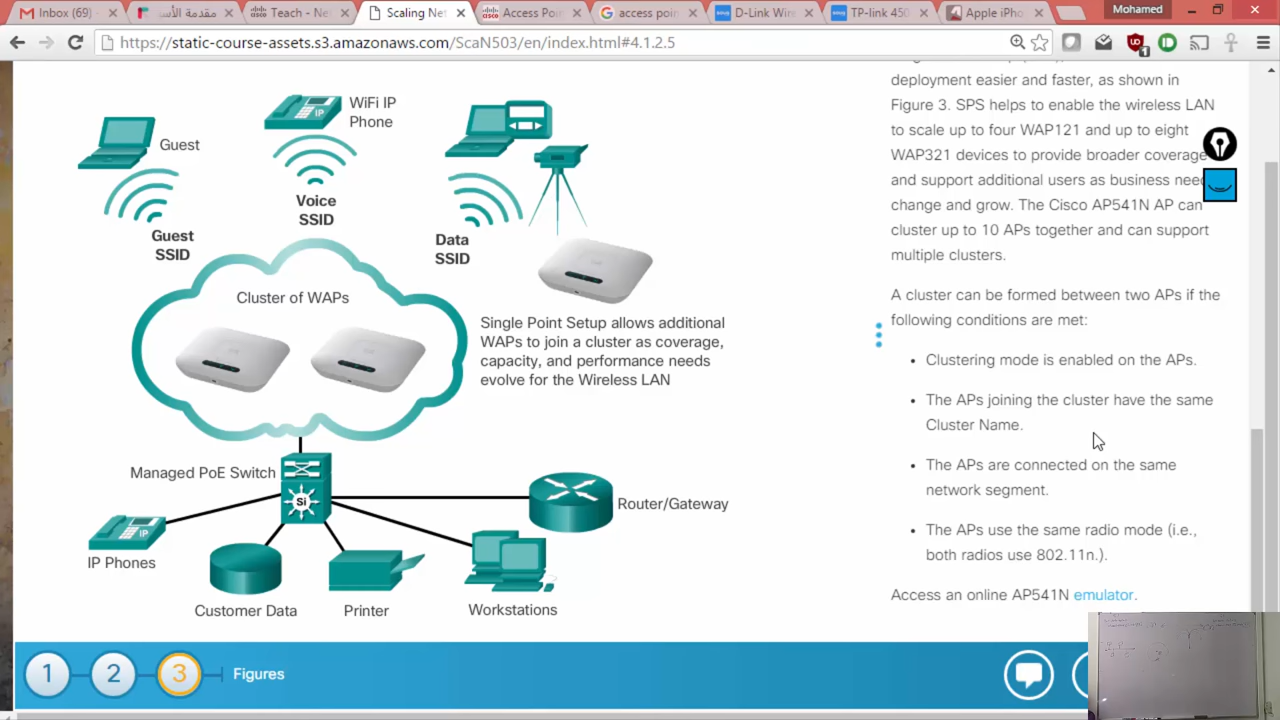 Inbox (69)
مقدمة الأس
Teach - Net
Scaling Net
Access Poi
access poin
D-Link Wire
TP-link 450
Apple iPho
Mohamed
https://static-course-assets.s3.amazonaws.com/ScaN503/en/index.html#4.1.2.5
1
Guest
WiFi IP
Phone
IP
Voice
SSID
Guest
SSID
Data
SSID
Cluster of WAPs
Single Point Setup allows additional
WAPs to join a cluster as coverage,
capacity, and performance needs
evolve for the Wireless LAN
Managed PoE Switch
Si
Router/Gateway
IP
IP Phones
Customer Data
Printer
Workstations
deployment easier and faster, as shown in
Figure 3. SPS helps to enable the wireless LAN
to scale up to four WAP121 and up to eight
WAP321 devices to provide broader coverage
and support additional users as business nee
change and grow. The Cisco AP541N AP can
cluster up to 10 APs together and can support
multiple clusters.
A cluster can be formed between two APs if the
following conditions are met:
• Clustering mode is enabled on the APs.
• The APs joining the cluster have the same
Cluster Name.
• The APs are connected on the same
network segment.
• The APs use the same radio mode (i.e.,
both radios use 802.11n.).
Access an online AP541N emulator.
1
2
3
Figures